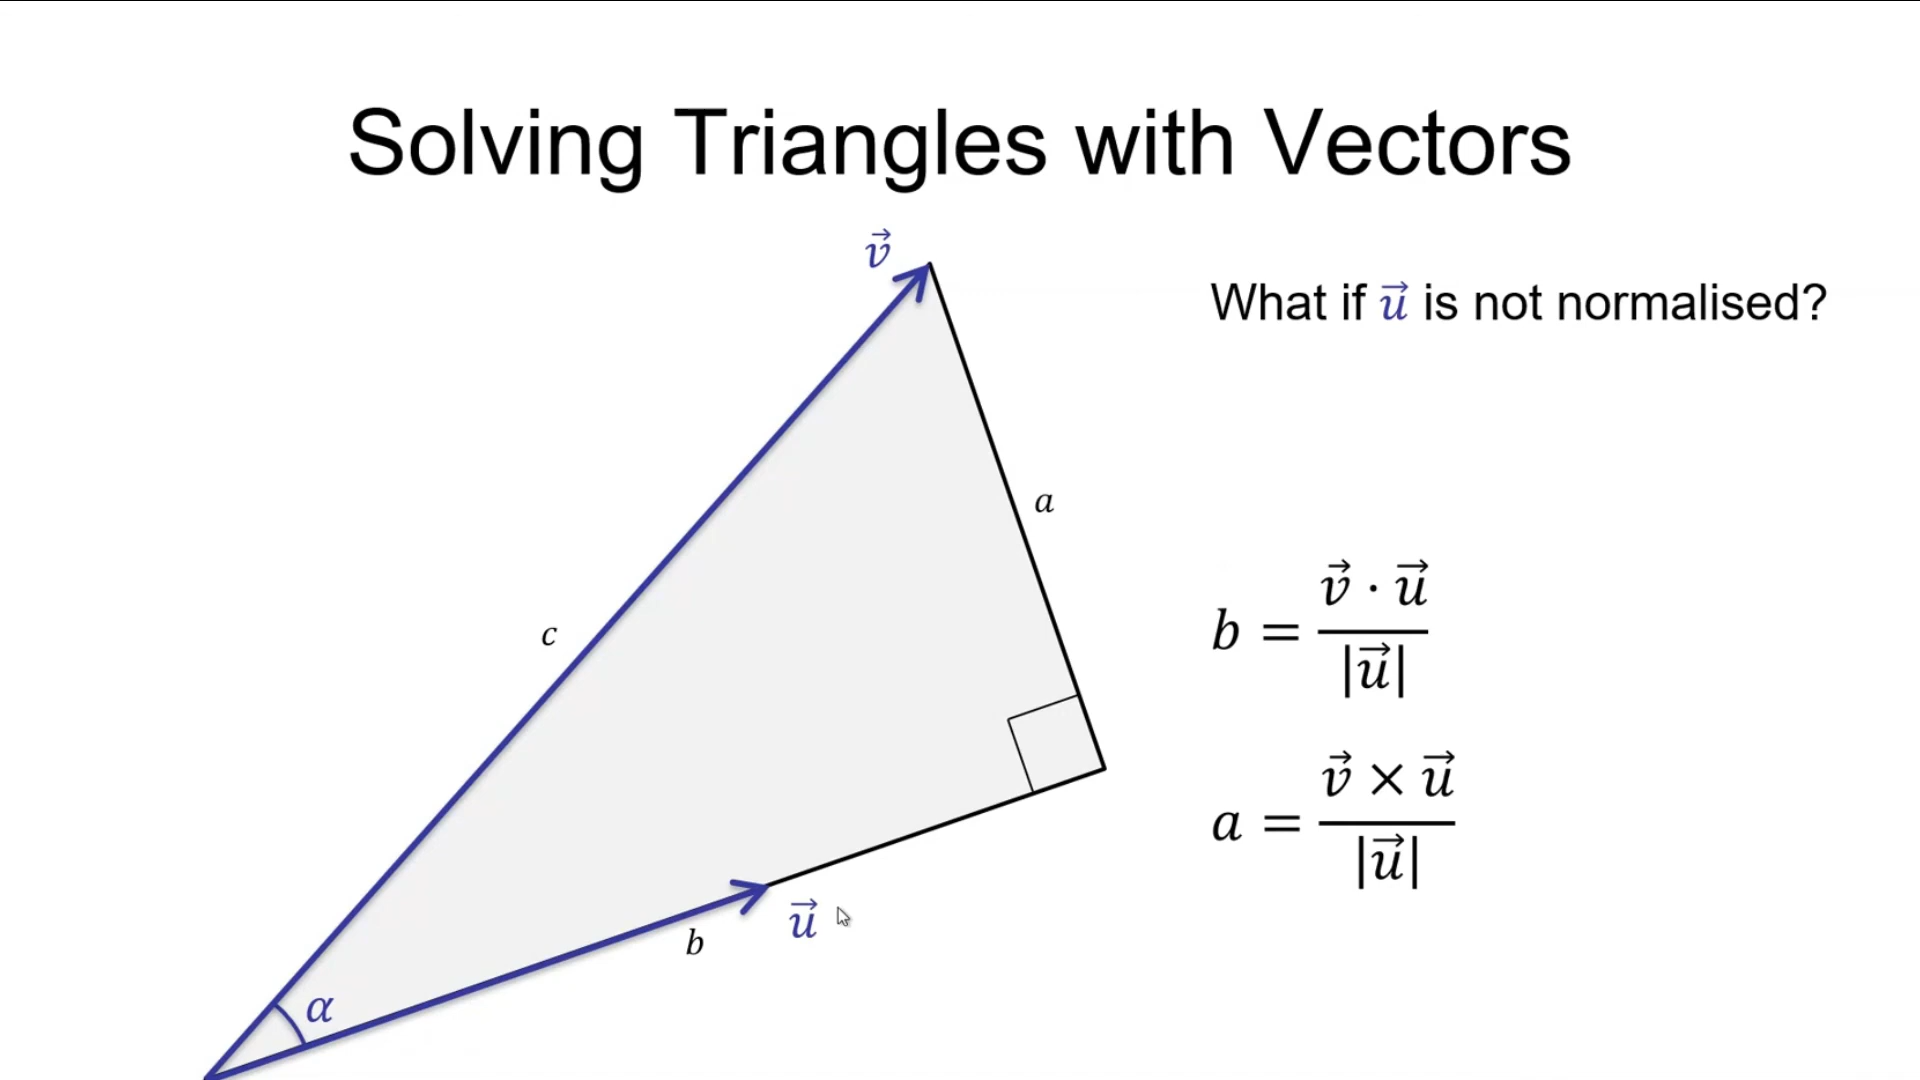 Solving Triangles with Vectors
v⃗
What if u⃗ is not normalised?
a
b = v⃗ · u⃗ / |u⃗|
c
a = v⃗ × u⃗ / |u⃗|
u⃗
b
α